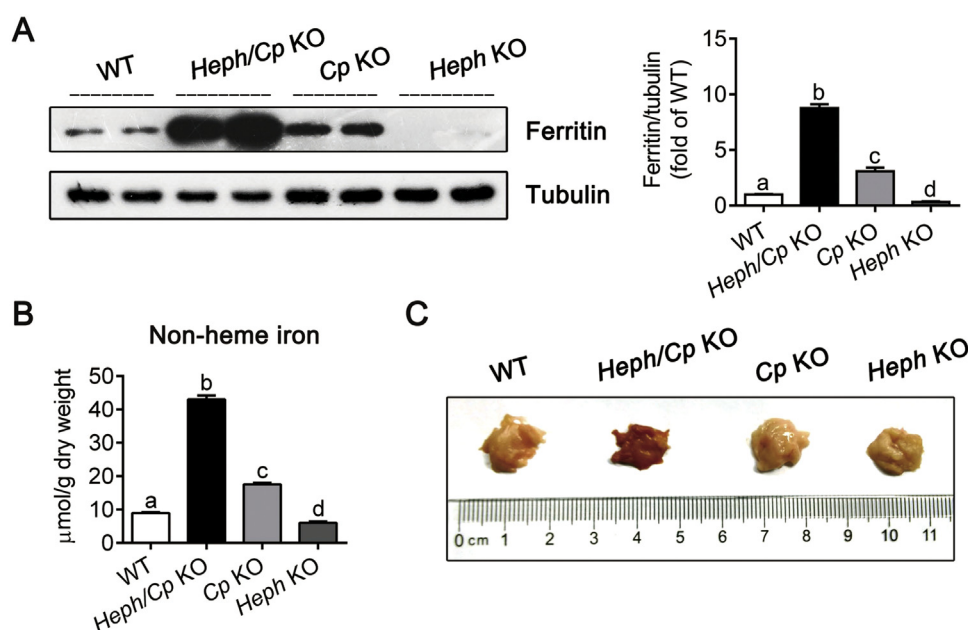 A
WT Heph/Cp KO Cp KO Heph KO
Ferritin
Tubulin
Ferritin/tubulin
(fold of WT)
15
10
5
0
a b c d
WT Heph/Cp KO Cp KO Heph KO
B
Non-heme iron
μmol/g dry weight
50
40
30
20
10
0
a b c d
WT Heph/Cp KO Cp KO Heph KO
C
WT Heph/Cp KO Cp KO Heph KO
0 cm 1 2 3 4 5 6 7 8 9 10 11